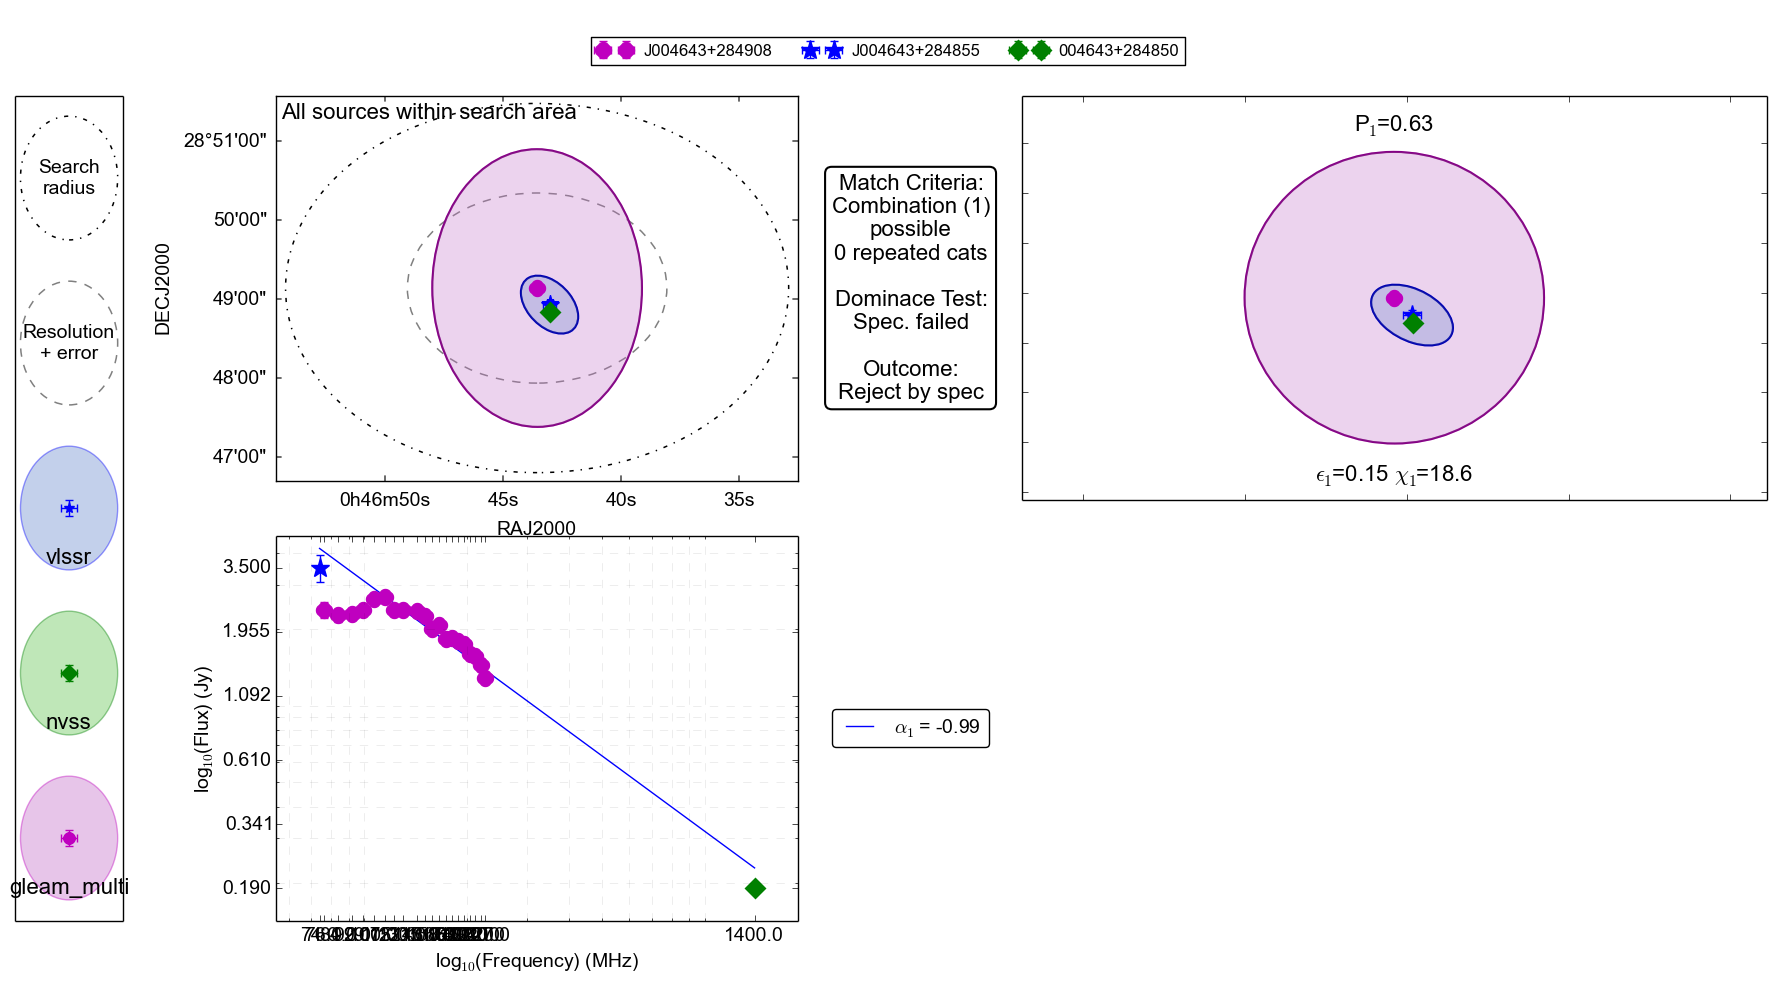 J004643+284908 J004643+284855 004643+284850
Search
radius
Resolution
+ error
vlssr
nvss
gleam_multi
All sources within search area
DECJ2000
28°51'00"
50'00"
49'00"
48'00"
47'00"
0h46m50s 45s 40s 35s
RAJ2000
Match Criteria:
Combination (1)
possible
0 repeated cats
Dominace Test:
Spec. failed
Outcome:
Reject by spec
P₁=0.63
ϵ₁=0.15 χ₁=18.6
log₁₀(Flux) (Jy)
3.500
1.955
1.092
0.610
0.341
0.190
1400.0
log₁₀(Frequency) (MHz)
α₁ = -0.99